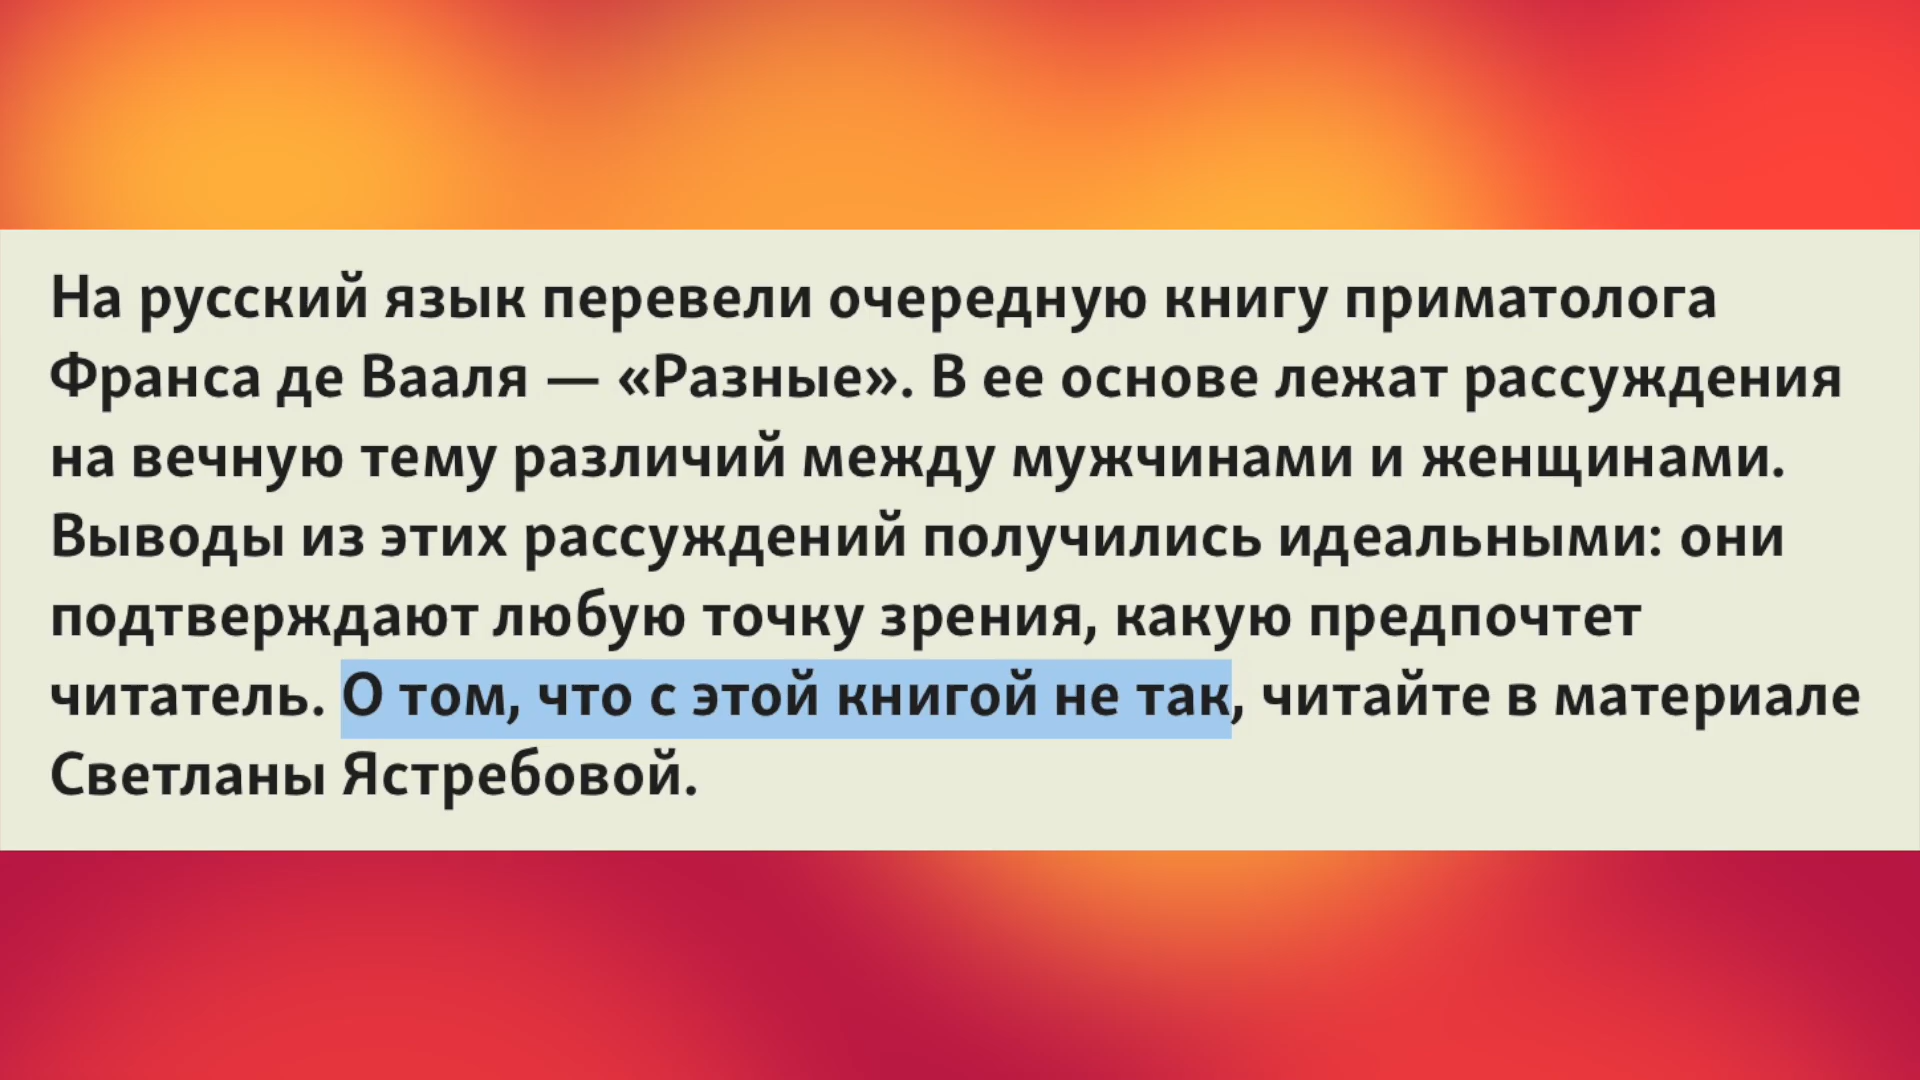 На русский язык перевели очередную книгу приматолога
Франса де Вааля — «Разные». В ее основе лежат рассуждения
на вечную тему различий между мужчинами и женщинами.
Выводы из этих рассуждений получились идеальными: они
подтверждают любую точку зрения, какую предпочтет
читатель. О том, что с этой книгой не так, читайте в материале
Светланы Ястребовой.